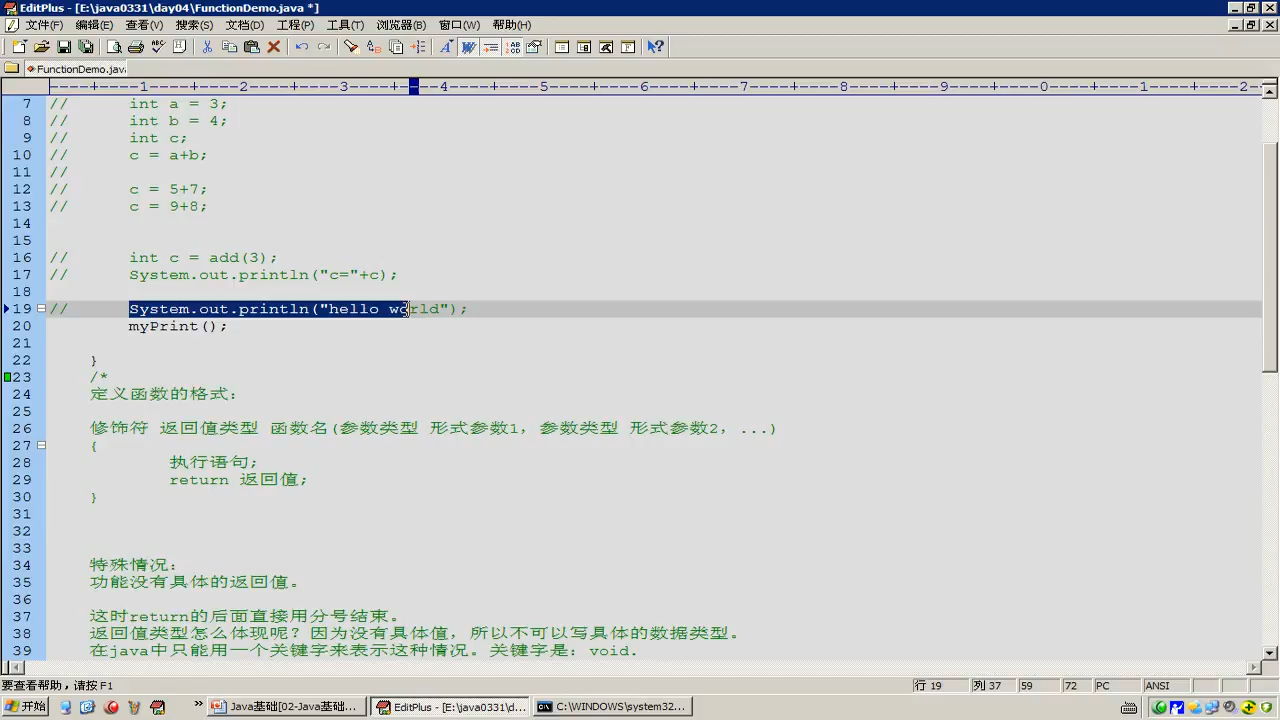 EditPlus - [E:\java0331\day04\FunctionDemo.java *]
文件(F) 编辑(E) 查看(V) 搜索(S) 文档(D) 工程(P) 工具(T) 浏览器(B) 窗口(W) 帮助(H)
FunctionDemo.java
----+----1----+----2----+----3----+----4----+----5----+----6----+----7----+----8----+----9----+----0----+----1----+----2--
7 // int a = 3;
8 // int b = 4;
9 // int c;
10 // c = a+b;
11 //
12 // c = 5+7;
13 // c = 9+8;
14
15
16 // int c = add(3);
17 // System.out.println("c="+c);
18
19 // System.out.println("hello world");
20 myPrint();
21
22 }
23 /*
24 定义函数的格式：
25
26 修饰符 返回值类型 函数名(参数类型 形式参数1，参数类型 形式参数2，...)
27 {
28 执行语句;
29 return 返回值;
30 }
31
32
33
34 特殊情况：
35 功能没有具体的返回值。
36
37 这时return的后面直接用分号结束。
38 返回值类型怎么体现呢？因为没有具体值，所以不可以写具体的数据类型。
39 在java中只能用一个关键字来表示这种情况。关键字是：void.
要查看帮助，请按 F1 行 19 列 37 59 72 PC ANSI
开始 Java基础[02-Java基础... EditPlus - [E:\java0331\d... C:\WINDOWS\system32...